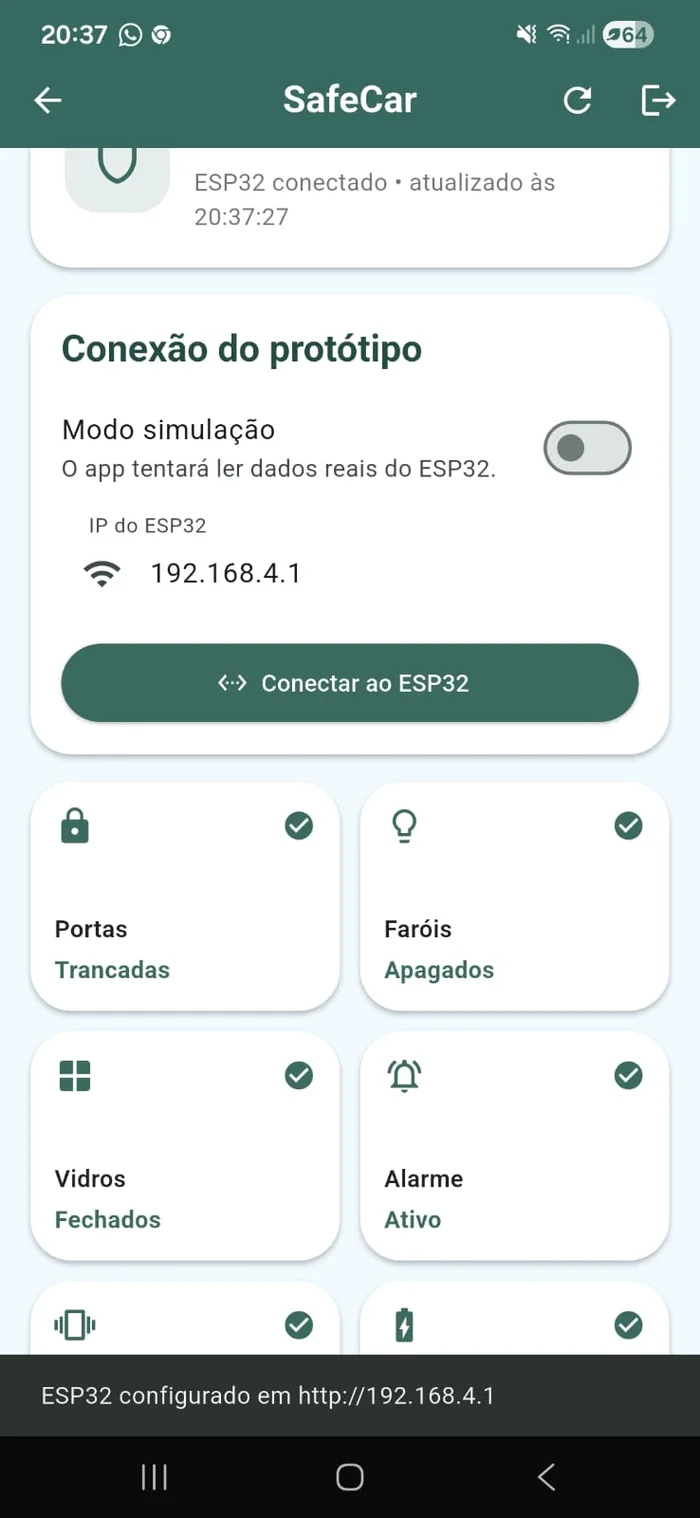 20:37
64
SafeCar
ESP32 conectado • atualizado às
20:37:27
Conexão do protótipo
Modo simulação
O app tentará ler dados reais do ESP32.
IP do ESP32
192.168.4.1
Conectar ao ESP32
Portas
Trancadas
Faróis
Apagados
Vidros
Fechados
Alarme
Ativo
ESP32 configurado em http://192.168.4.1